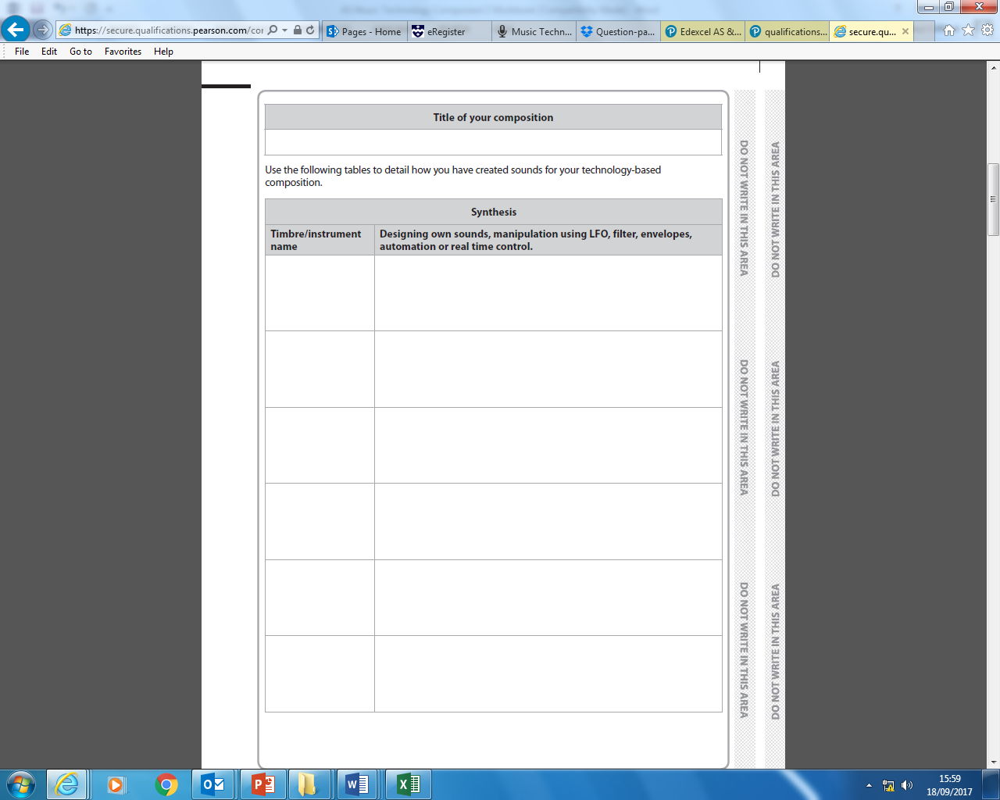 https://secure.qualifications.pearson.com/cor
Pages - Home
eRegister
Music Techn...
Question-pa...
Edexcel AS &...
qualifications...
secure.qu...
File Edit Go to Favorites Help
Title of your composition
Use the following tables to detail how you have created sounds for your technology-based
composition.
Synthesis
Timbre/instrument
name
Designing own sounds, manipulation using LFO, filter, envelopes,
automation or real time control.
DO NOT WRITE IN THIS AREA
DO NOT WRITE IN THIS AREA
DO NOT WRITE IN THIS AREA
DO NOT WRITE IN THIS AREA
DO NOT WRITE IN THIS AREA
DO NOT WRITE IN THIS AREA
15:59
18/09/2017